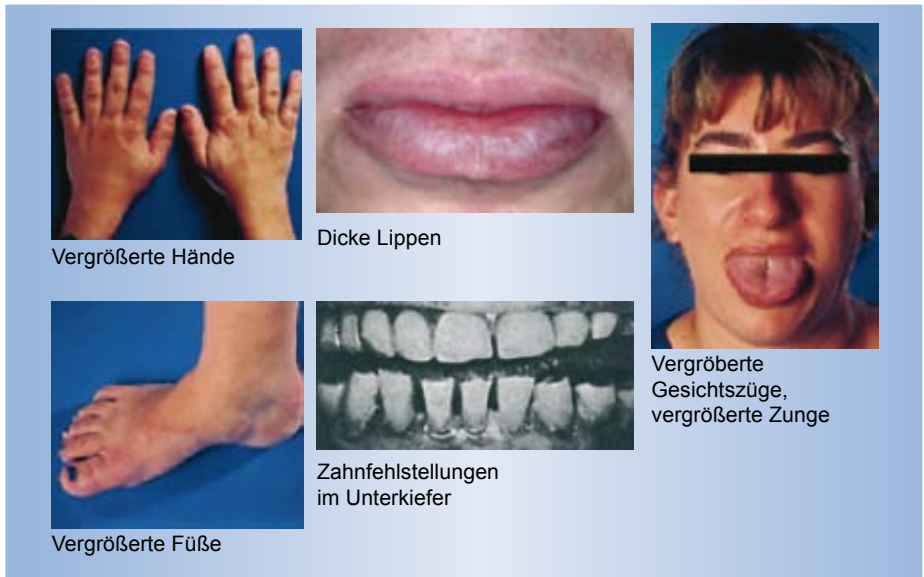 Vergrößerte Hände
Dicke Lippen
Vergröberte
Gesichtszüge,
vergrößerte Zunge
Vergrößerte Füße
Zahnfehlstellungen
im Unterkiefer